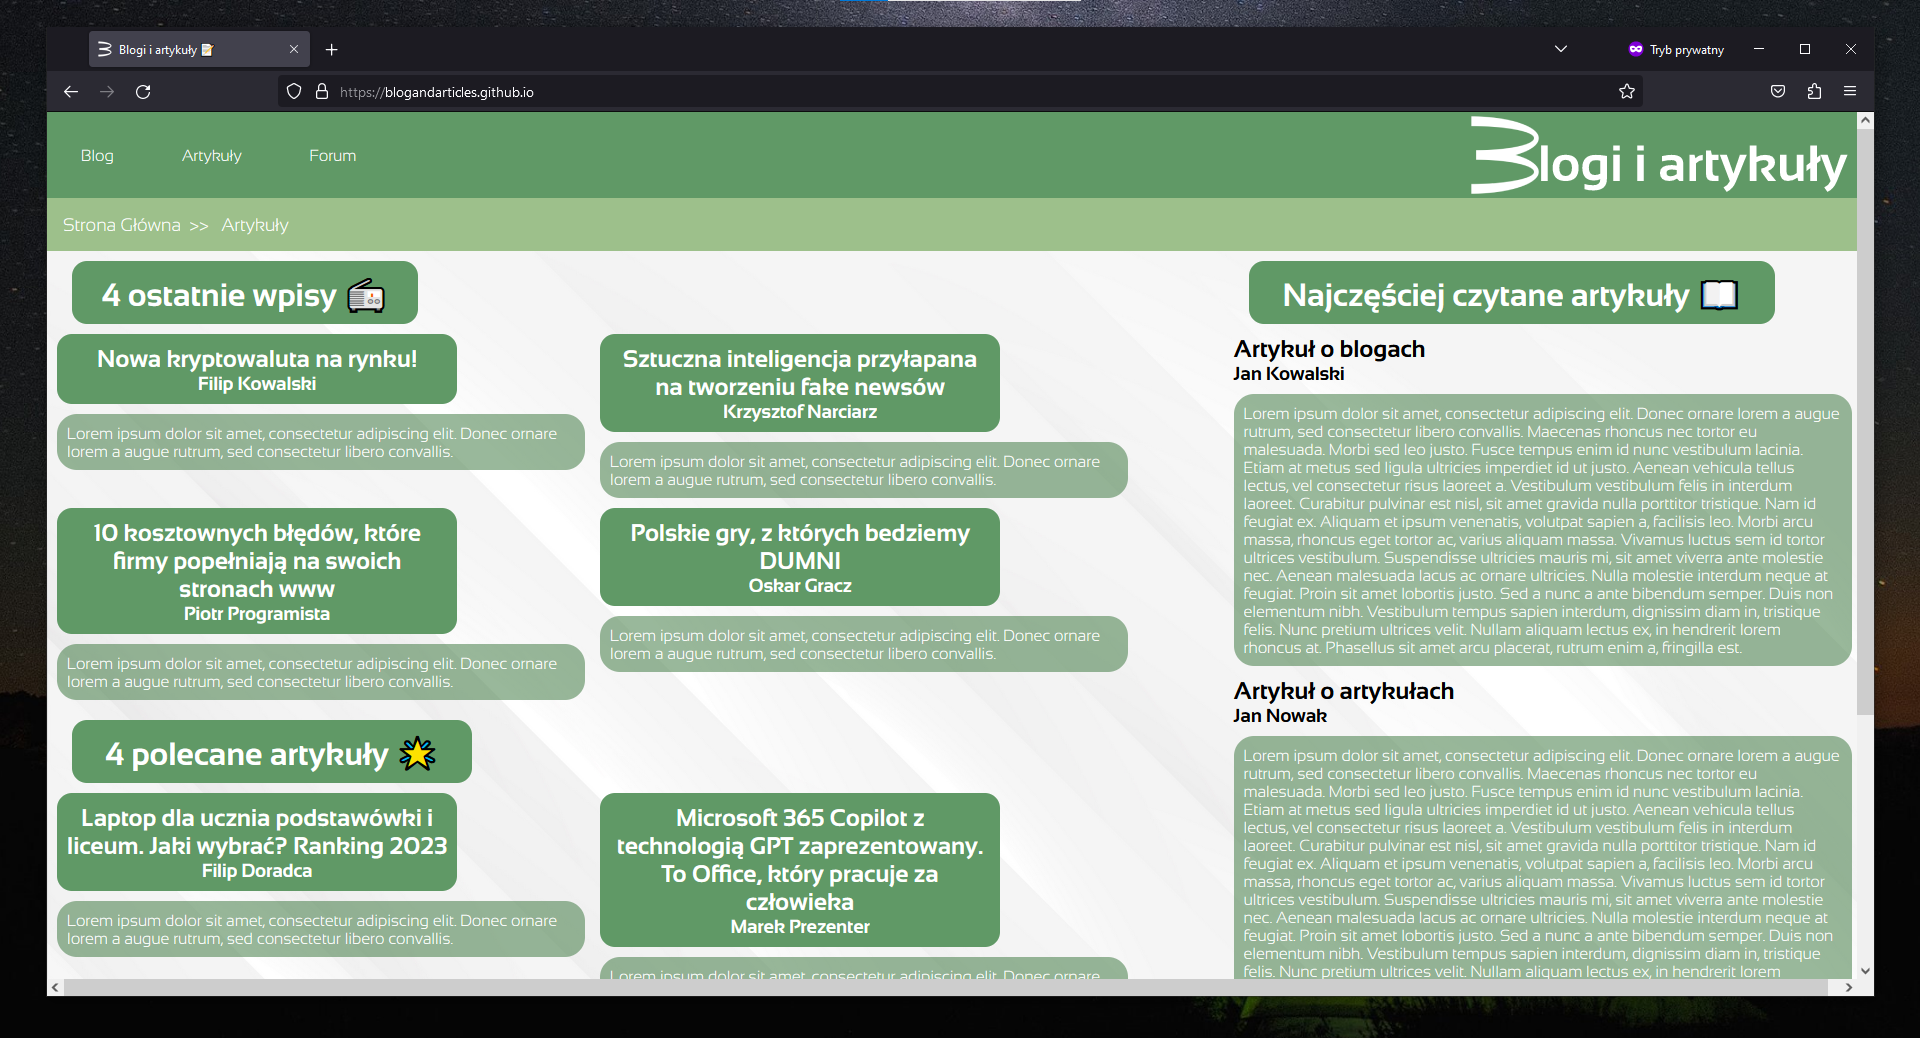 Blogi i artykuły
Tryb prywatny
https://blogandarticles.github.io
Blog
Artykuły
Forum
Blogi i artykuły
Strona Główna >> Artykuły
4 ostatnie wpisy
Nowa kryptowaluta na rynku!
Filip Kowalski
Lorem ipsum dolor sit amet, consectetur adipiscing elit. Donec ornare
lorem a augue rutrum, sed consectetur libero convallis.
Sztuczna inteligencja przyłapana
na tworzeniu fake newsów
Krzysztof Narciarz
Lorem ipsum dolor sit amet, consectetur adipiscing elit. Donec ornare
lorem a augue rutrum, sed consectetur libero convallis.
10 kosztownych błędów, które
firmy popełniają na swoich
stronach www
Piotr Programista
Lorem ipsum dolor sit amet, consectetur adipiscing elit. Donec ornare
lorem a augue rutrum, sed consectetur libero convallis.
Polskie gry, z których bedziemy
DUMNI
Oskar Gracz
Lorem ipsum dolor sit amet, consectetur adipiscing elit. Donec ornare
lorem a augue rutrum, sed consectetur libero convallis.
4 polecane artykuły
Laptop dla ucznia podstawówki i
liceum. Jaki wybrać? Ranking 2023
Filip Doradca
Lorem ipsum dolor sit amet, consectetur adipiscing elit. Donec ornare
lorem a augue rutrum, sed consectetur libero convallis.
Microsoft 365 Copilot z
technologią GPT zaprezentowany.
To Office, który pracuje za
człowieka
Marek Prezenter
Lorem ipsum dolor sit amet, consectetur adipiscing elit. Donec ornare
Najczęściej czytane artykuły
Artykuł o blogach
Jan Kowalski
Lorem ipsum dolor sit amet, consectetur adipiscing elit. Donec ornare lorem a augue
rutrum, sed consectetur libero convallis. Maecenas rhoncus nec tortor eu
malesuada. Morbi sed leo justo. Fusce tempus enim id nunc vestibulum lacinia.
Etiam at metus sed ligula ultricies imperdiet id ut justo. Aenean vehicula tellus
lectus, vel consectetur risus laoreet a. Vestibulum vestibulum felis in interdum
laoreet. Curabitur pulvinar est nisl, sit amet gravida nulla porttitor tristique. Nam id
feugiat ex. Aliquam et ipsum venenatis, volutpat sapien a, facilisis leo. Morbi arcu
massa, rhoncus eget tortor ac, varius aliquam massa. Vivamus luctus sem id tortor
ultrices vestibulum. Suspendisse ultricies mauris mi, sit amet viverra ante molestie
nec. Aenean malesuada lacus ac ornare ultricies. Nulla molestie interdum neque at
feugiat. Proin sit amet lobortis justo. Sed a nunc a ante bibendum semper. Duis non
elementum nibh. Vestibulum tempus sapien interdum, dignissim diam in, tristique
felis. Nunc pretium ultrices velit. Nullam aliquam lectus ex, in hendrerit lorem
rhoncus at. Phasellus sit amet arcu placerat, rutrum enim a, fringilla est.
Artykuł o artykułach
Jan Nowak
Lorem ipsum dolor sit amet, consectetur adipiscing elit. Donec ornare lorem a augue
rutrum, sed consectetur libero convallis. Maecenas rhoncus nec tortor eu
malesuada. Morbi sed leo justo. Fusce tempus enim id nunc vestibulum lacinia.
Etiam at metus sed ligula ultricies imperdiet id ut justo. Aenean vehicula tellus
lectus, vel consectetur risus laoreet a. Vestibulum vestibulum felis in interdum
laoreet. Curabitur pulvinar est nisl, sit amet gravida nulla porttitor tristique. Nam id
feugiat ex. Aliquam et ipsum venenatis, volutpat sapien a, facilisis leo. Morbi arcu
massa, rhoncus eget tortor ac, varius aliquam massa. Vivamus luctus sem id tortor
ultrices vestibulum. Suspendisse ultricies mauris mi, sit amet viverra ante molestie
nec. Aenean malesuada lacus ac ornare ultricies. Nulla molestie interdum neque at
feugiat. Proin sit amet lobortis justo. Sed a nunc a ante bibendum semper. Duis non
elementum nibh. Vestibulum tempus sapien interdum, dignissim diam in, tristique
felis. Nunc pretium ultrices velit. Nullam aliquam lectus ex, in hendrerit lorem